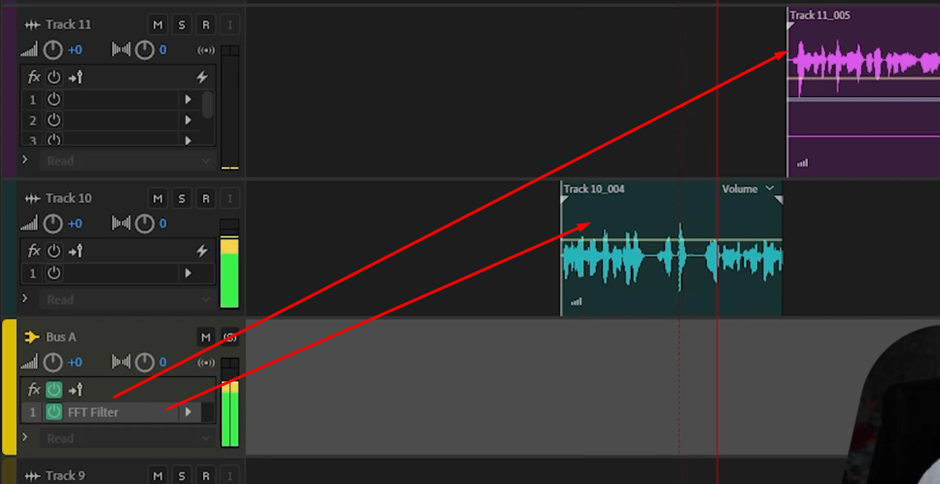 Track 11 M S R I
Track 11_005
+0 0
fx
1
2
3
Read
Track 10 M S R I
Track 10_004 Volume
+0 0
fx
1
Read
Bus A M S
+0 0
fx
1 FFT Filter
Read
Track 9 M S R I